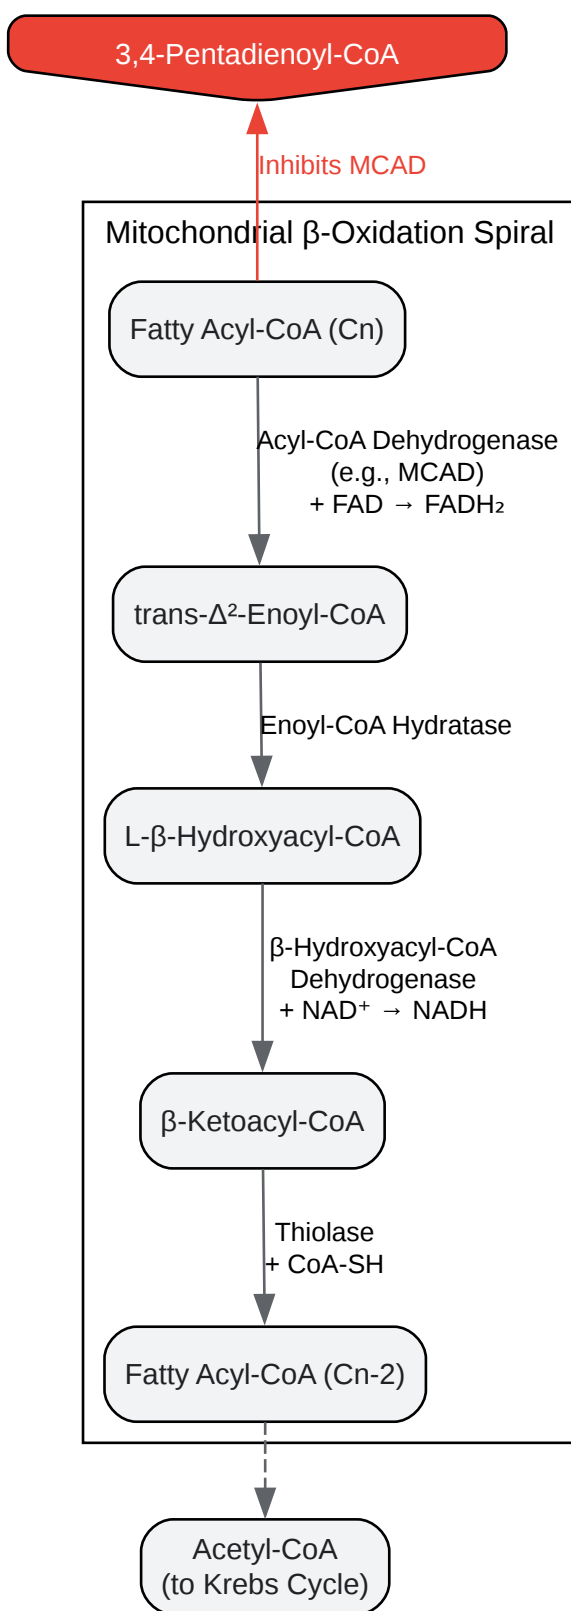 3,4-Pentadienoyl-CoA
Inhibits MCAD
Mitochondrial β-Oxidation Spiral
Fatty Acyl-CoA (Cn)
Acyl-CoA Dehydrogenase
(e.g., MCAD)
+ FAD → FADH₂
trans-Δ²-Enoyl-CoA
Enoyl-CoA Hydratase
L-β-Hydroxyacyl-CoA
β-Hydroxyacyl-CoA
Dehydrogenase
+ NAD⁺ → NADH
β-Ketoacyl-CoA
Thiolase
+ CoA-SH
Fatty Acyl-CoA (Cn-2)
Acetyl-CoA
(to Krebs Cycle)